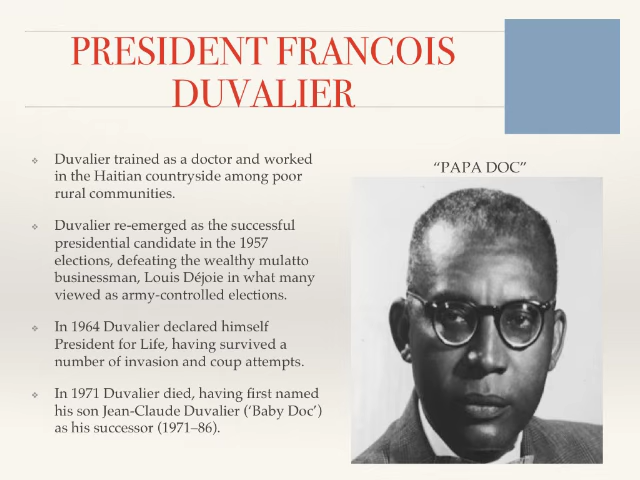 PRESIDENT FRANCOIS
DUVALIER
Duvalier trained as a doctor and worked
in the Haitian countryside among poor
rural communities.
Duvalier re-emerged as the successful
presidential candidate in the 1957
elections, defeating the wealthy mulatto
businessman, Louis Déjoie in what many
viewed as army-controlled elections.
In 1964 Duvalier declared himself
President for Life, having survived a
number of invasion and coup attempts.
In 1971 Duvalier died, having first named
his son Jean-Claude Duvalier (‘Baby Doc’)
as his successor (1971–86).
“PAPA DOC”